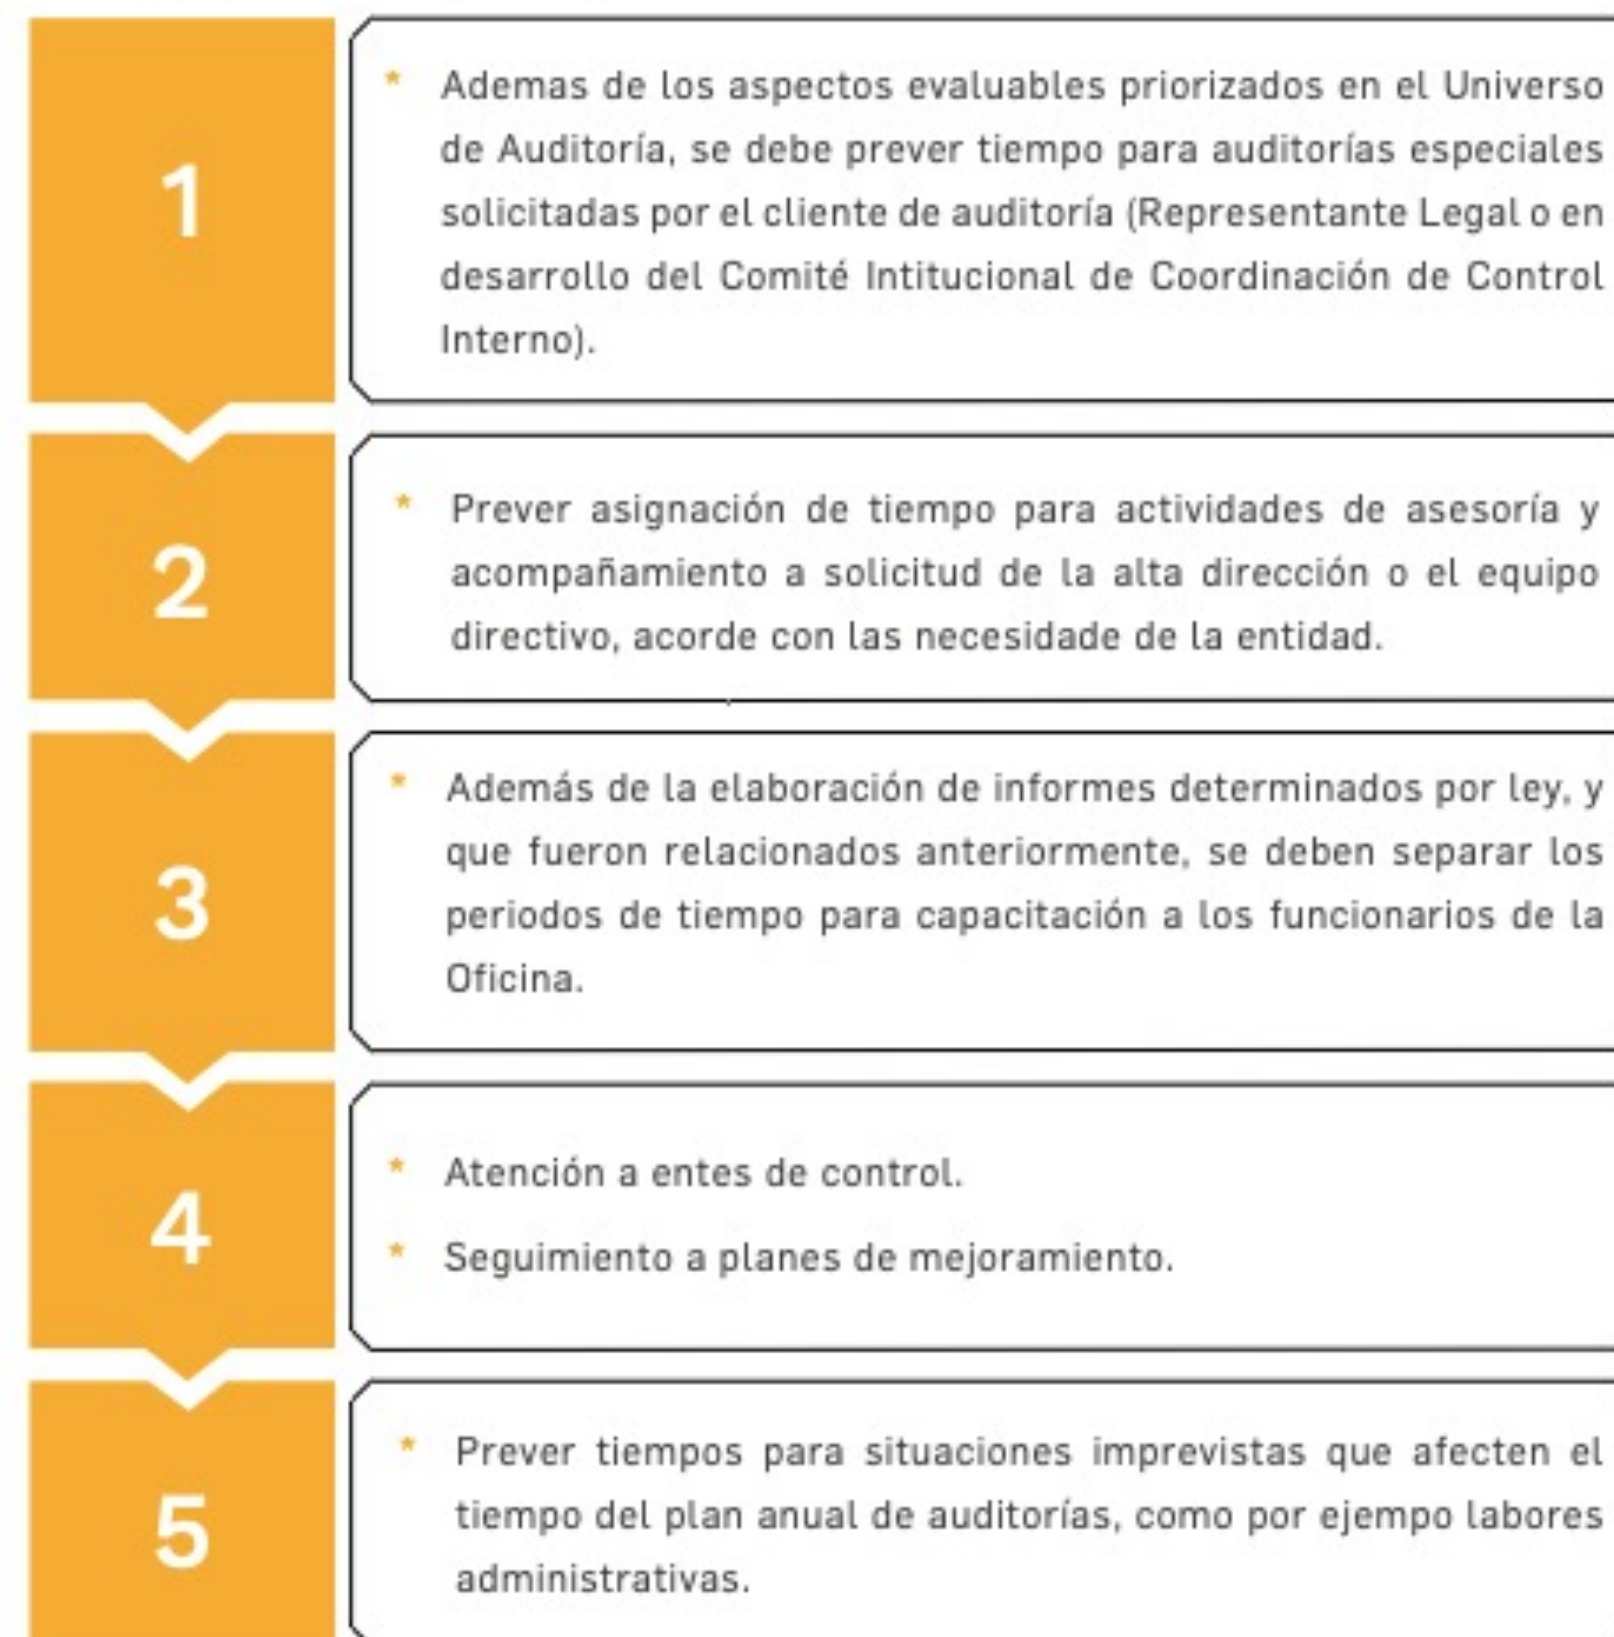 1
* Ademas de los aspectos evaluables priorizados en el Universo
de Auditoría, se debe prever tiempo para auditorías especiales
solicitadas por el cliente de auditoría (Representante Legal o en
desarrollo del Comité Intitucional de Coordinación de Control
Interno).
2
* Prever asignación de tiempo para actividades de asesoría y
acompañamiento a solicitud de la alta dirección o el equipo
directivo, acorde con las necesidade de la entidad.
3
* Además de la elaboración de informes determinados por ley, y
que fueron relacionados anteriormente, se deben separar los
periodos de tiempo para capacitación a los funcionarios de la
Oficina.
4
* Atención a entes de control.
* Seguimiento a planes de mejoramiento.
5
* Prever tiempos para situaciones imprevistas que afecten el
tiempo del plan anual de auditorías, como por ejempo labores
administrativas.